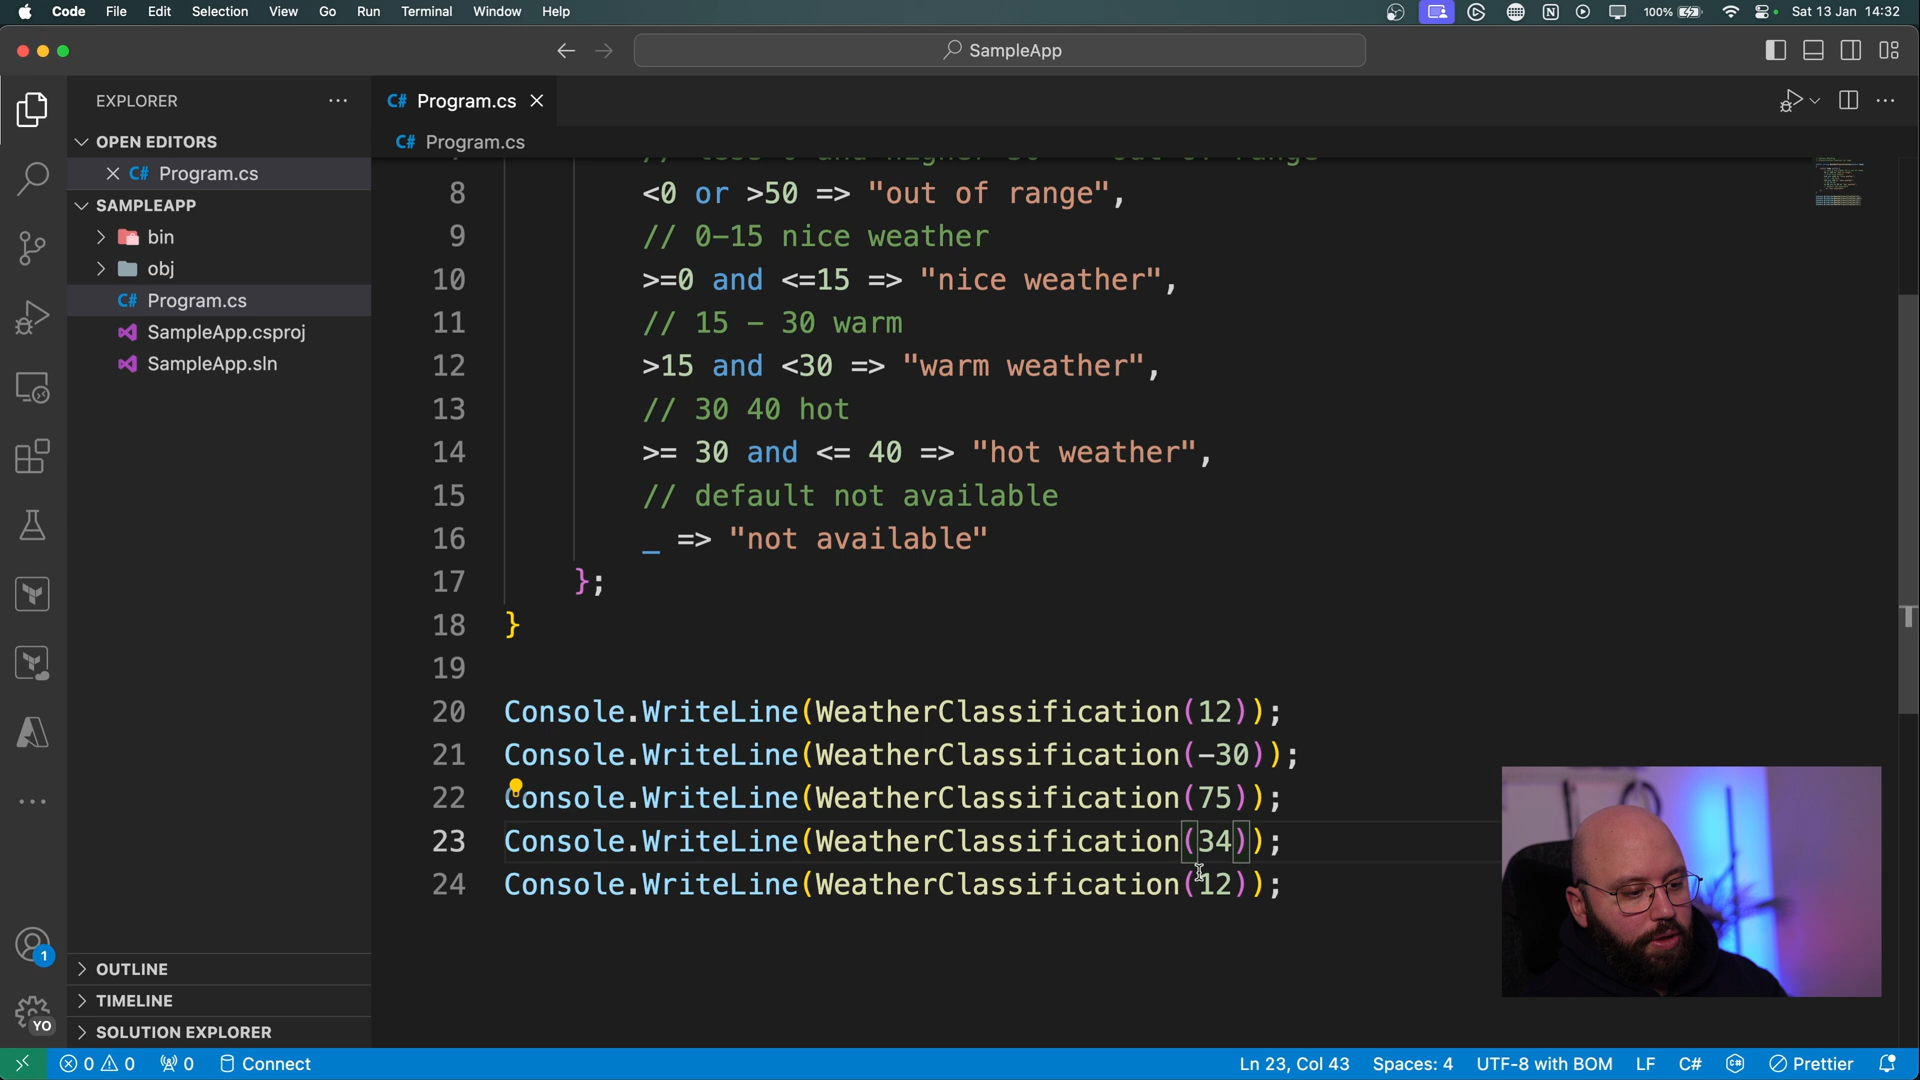 Code File Edit Selection View Go Run Terminal Window Help
100% Sat 13 Jan 14:32
SampleApp
EXPLORER
OPEN EDITORS
C# Program.cs
SAMPLEAPP
bin
obj
C# Program.cs
SampleApp.csproj
SampleApp.sln
OUTLINE
TIMELINE
SOLUTION EXPLORER
1
YO
C# Program.cs
C# Program.cs
8 <0 or >50 => "out of range",
9 // 0-15 nice weather
10 >=0 and <=15 => "nice weather",
11 // 15 - 30 warm
12 >15 and <30 => "warm weather",
13 // 30 40 hot
14 >= 30 and <= 40 => "hot weather",
15 // default not available
16 _ => "not available"
17 };
18 }
19
20 Console.WriteLine(WeatherClassification(12));
21 Console.WriteLine(WeatherClassification(-30));
22 Console.WriteLine(WeatherClassification(75));
23 Console.WriteLine(WeatherClassification(34));
24 Console.WriteLine(WeatherClassification(12));
0 0 0 Connect Ln 23, Col 43 Spaces: 4 UTF-8 with BOM LF C# Prettier